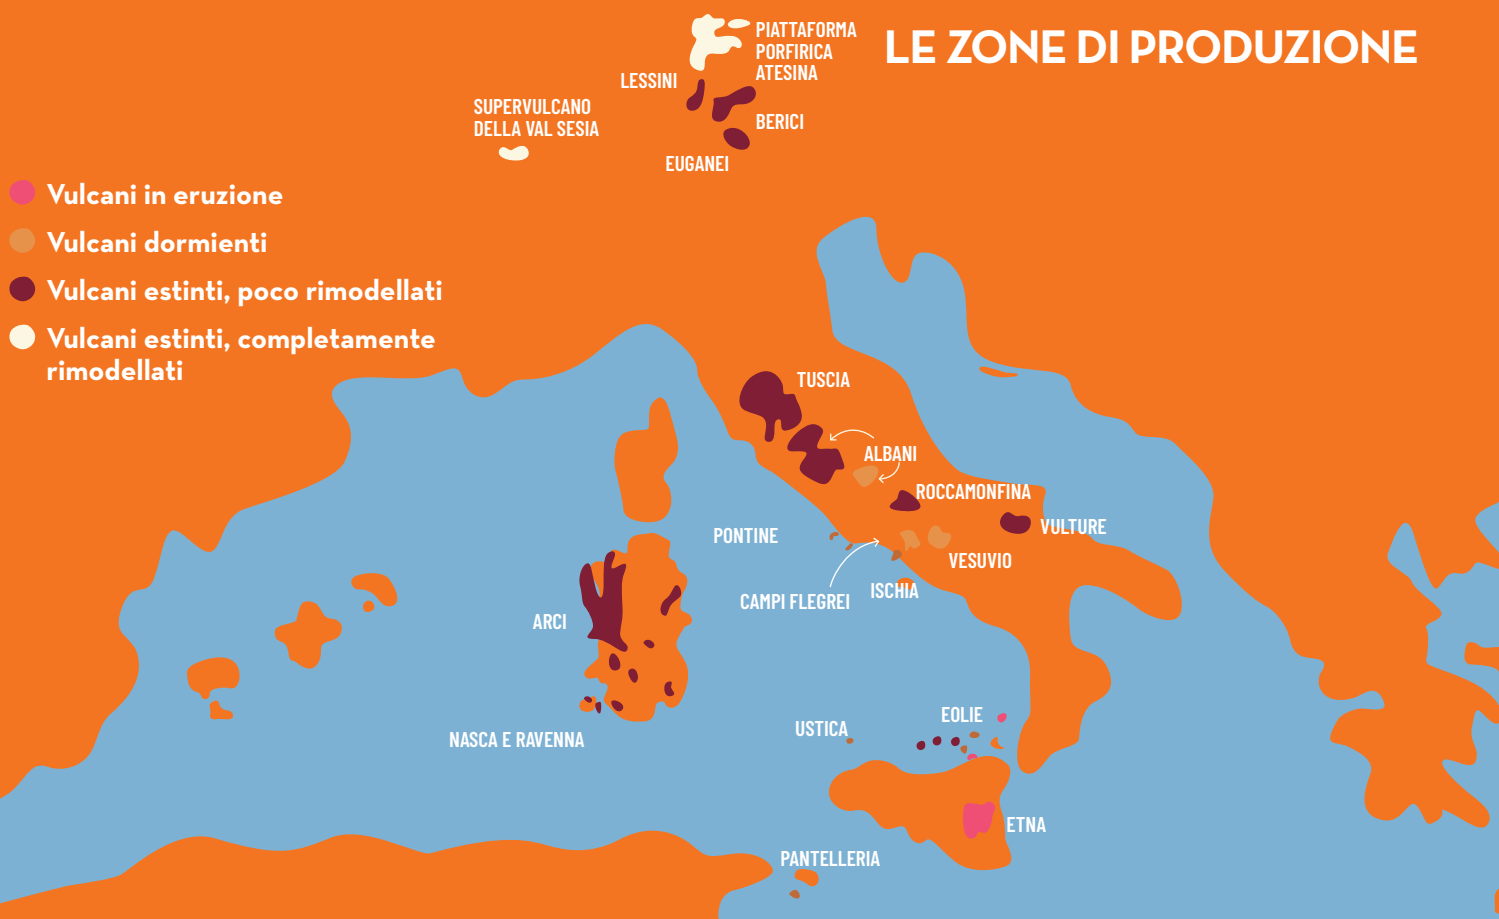 LE ZONE DI PRODUZIONE
PIATTAFORMA
PORFIRICA
ATESINA
LESSINI
SUPERVULCANO
DELLA VAL SESIA
BERICI
EUGANEI
Vulcani in eruzione
Vulcani dormienti
Vulcani estinti, poco rimodellati
Vulcani estinti, completamente
rimodellati
TUSCIA
ALBANI
ROCCAMONFINA
VULTURE
PONTINE
VESUVIO
ISCHIA
CAMPI FLEGREI
ARCI
EOLIE
USTICA
NASCA E RAVENNA
ETNA
PANTELLERIA